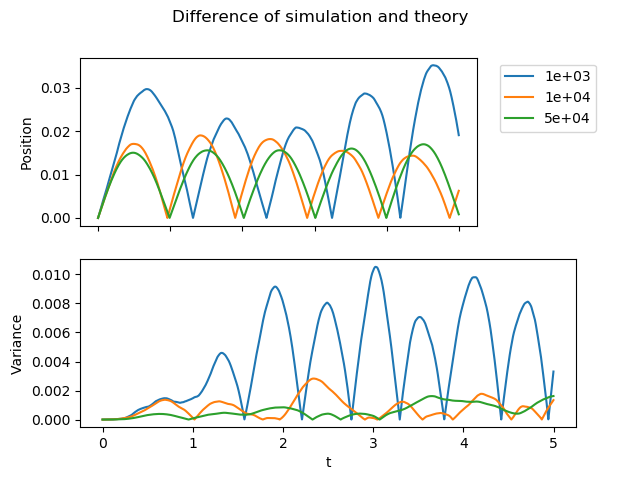 Difference of simulation and theory
1e+03
1e+04
5e+04
Position
0.03
0.02
0.01
0.00
Variance
0.010
0.008
0.006
0.004
0.002
0.000
0 1 2 3 4 5
t